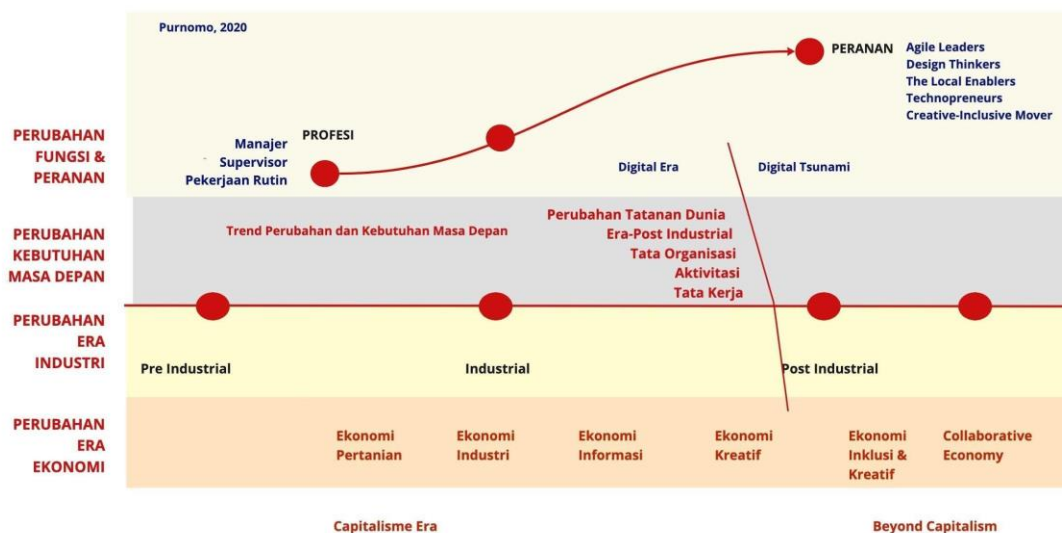 Purnomo, 2020
PERUBAHAN
FUNGSI &
PERANAN
PROFESI
Manajer
Supervisor
Pekerjaan Rutin
PERANAN
Agile Leaders
Design Thinkers
The Local Enablers
Technopreneurs
Creative-Inclusive Mover
Digital Era
Digital Tsunami
PERUBAHAN
KEBUTUHAN
MASA DEPAN
Trend Perubahan dan Kebutuhan Masa Depan
Perubahan Tatanan Dunia
Era-Post Industrial
Tata Organisasi
Aktivitasi
Tata Kerja
PERUBAHAN
ERA
INDUSTRI
Pre Industrial
Industrial
Post Industrial
PERUBAHAN
ERA
EKONOMI
Ekonomi
Pertanian
Ekonomi
Industri
Ekonomi
Informasi
Ekonomi
Kreatif
Ekonomi
Inklusi &
Kreatif
Collaborative
Economy
Capitalisme Era
Beyond Capitalism